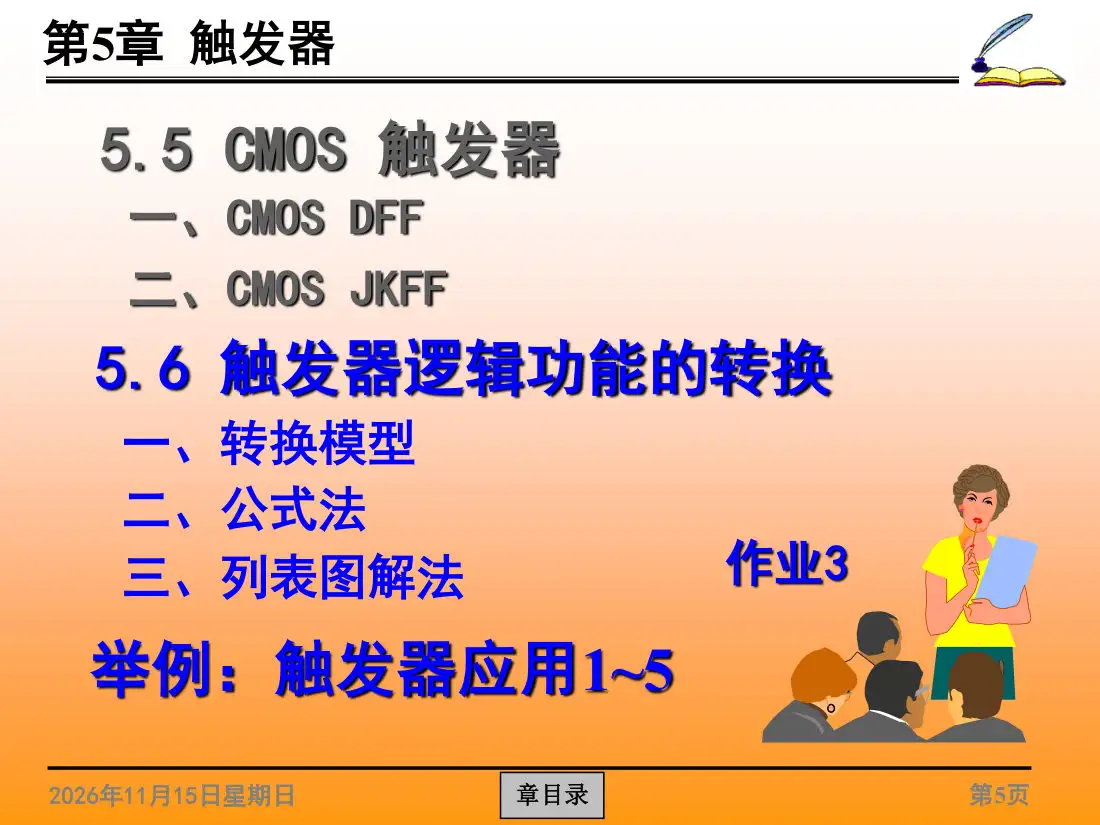 第5章 触发器
5.5 CMOS 触发器
一、CMOS DFF
二、CMOS JKFF
5.6 触发器逻辑功能的转换
一、转换模型
二、公式法
三、列表图解法
作业3
举例：触发器应用1~5
2026年11月15日星期日
章目录
第5页